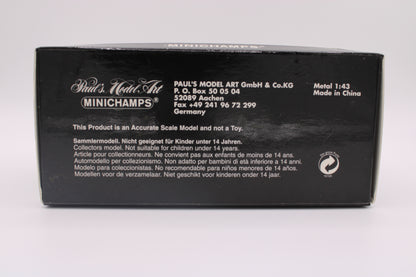 MINICHAMPS
Paul's Model Art
MINICHAMPS®
PAUL'S MODEL ART GmbH & Co.KG
P. O. Box 50 05 04
52089 Aachen
Fax +49 241 96 72 299
Germany
Metal 1:43
Made in China
This Product is an Accurate Scale Model and not a Toy.
Sammlermodell. Nicht geeignet für Kinder unter 14 Jahren.
Collectors model. Not suitable for children under 14 years.
Article pour collectionneurs. Ne convient pas aux enfants de moins de 14 ans.
Automodello per collezionismo. Non adatto per bambini di età inferiore a 14 anni.
Modelo para coleccionistas. No recomendado para niños menores de 14 años.
Modellen voor de verzamelaar. Niet geschikt voor kinderen onder 14 jaar.